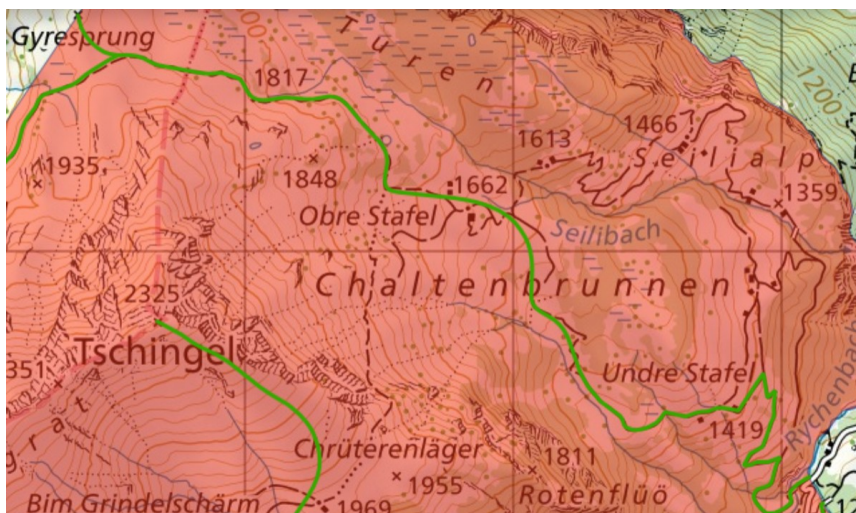 Gyresprung
Türen
1817
1200
1613
1466
Seilialp
1935
1848
1662
1359
Obre Stafel
Seilibach
Chaltenbrunnen
2325
Tschingel
351
Undre Stafel
1419
Rychenbach
grat
Chrüterenläger
1811
1955
Rotenflüö
Bim Grindelschärm
1969